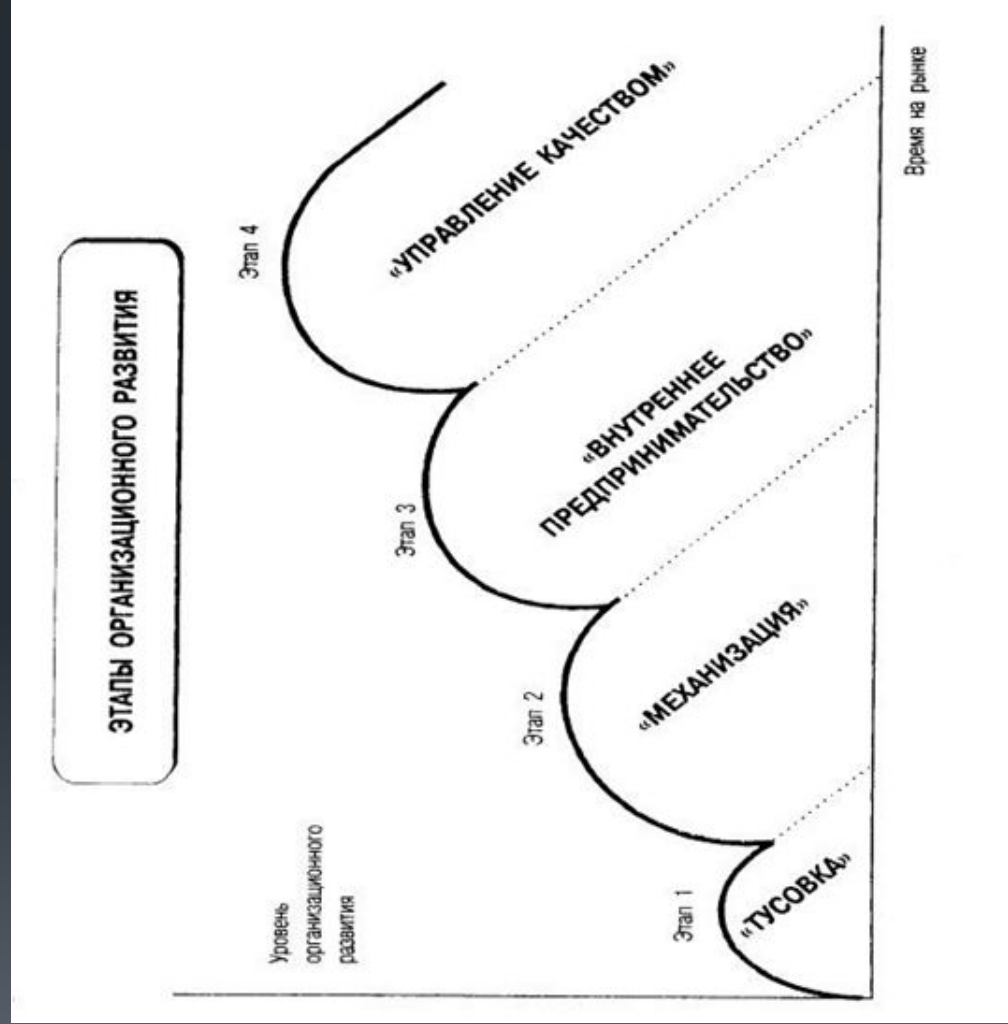 ЭТАПЫ ОРГАНИЗАЦИОННОГО РАЗВИТИЯ
Уровень
организационного
развития
Этап 1
«ТУСОВКА»
Этап 2
«МЕХАНИЗАЦИЯ»
Этап 3
«ВНУТРЕННЕЕ
ПРЕДПРИНИМАТЕЛЬСТВО»
Этап 4
«УПРАВЛЕНИЕ КАЧЕСТВОМ»
Время на рынке